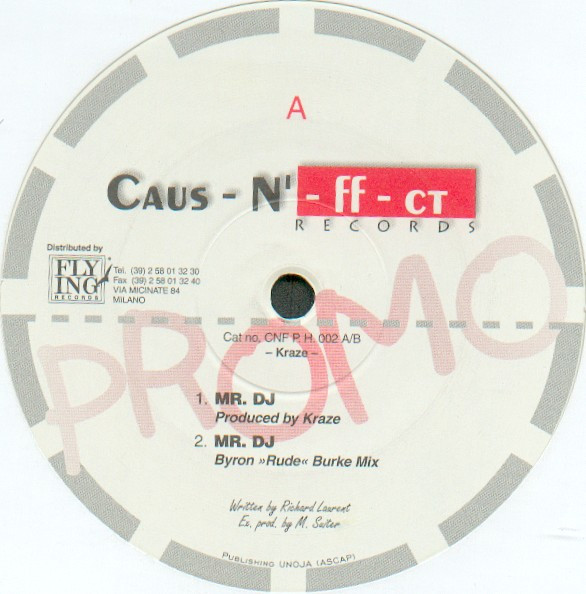 A
CAUS - N' - ff - CT
RECORDS
Distributed by
FLY
ING
RECORDS
Tel. (39) 2 58 01 32 30
Fax (39) 2 58 01 32 40
VIA MICINATE 84
MILANO
PROMO
Cat no. CNF P. H. 002 A/B
– Kraze –
1. MR. DJ
Produced by Kraze
2. MR. DJ
Byron »Rude« Burke Mix
Written by Richard Laurent
Ex. prod. by M. Suiter
PUBLISHING UNOJA (ASCAP)